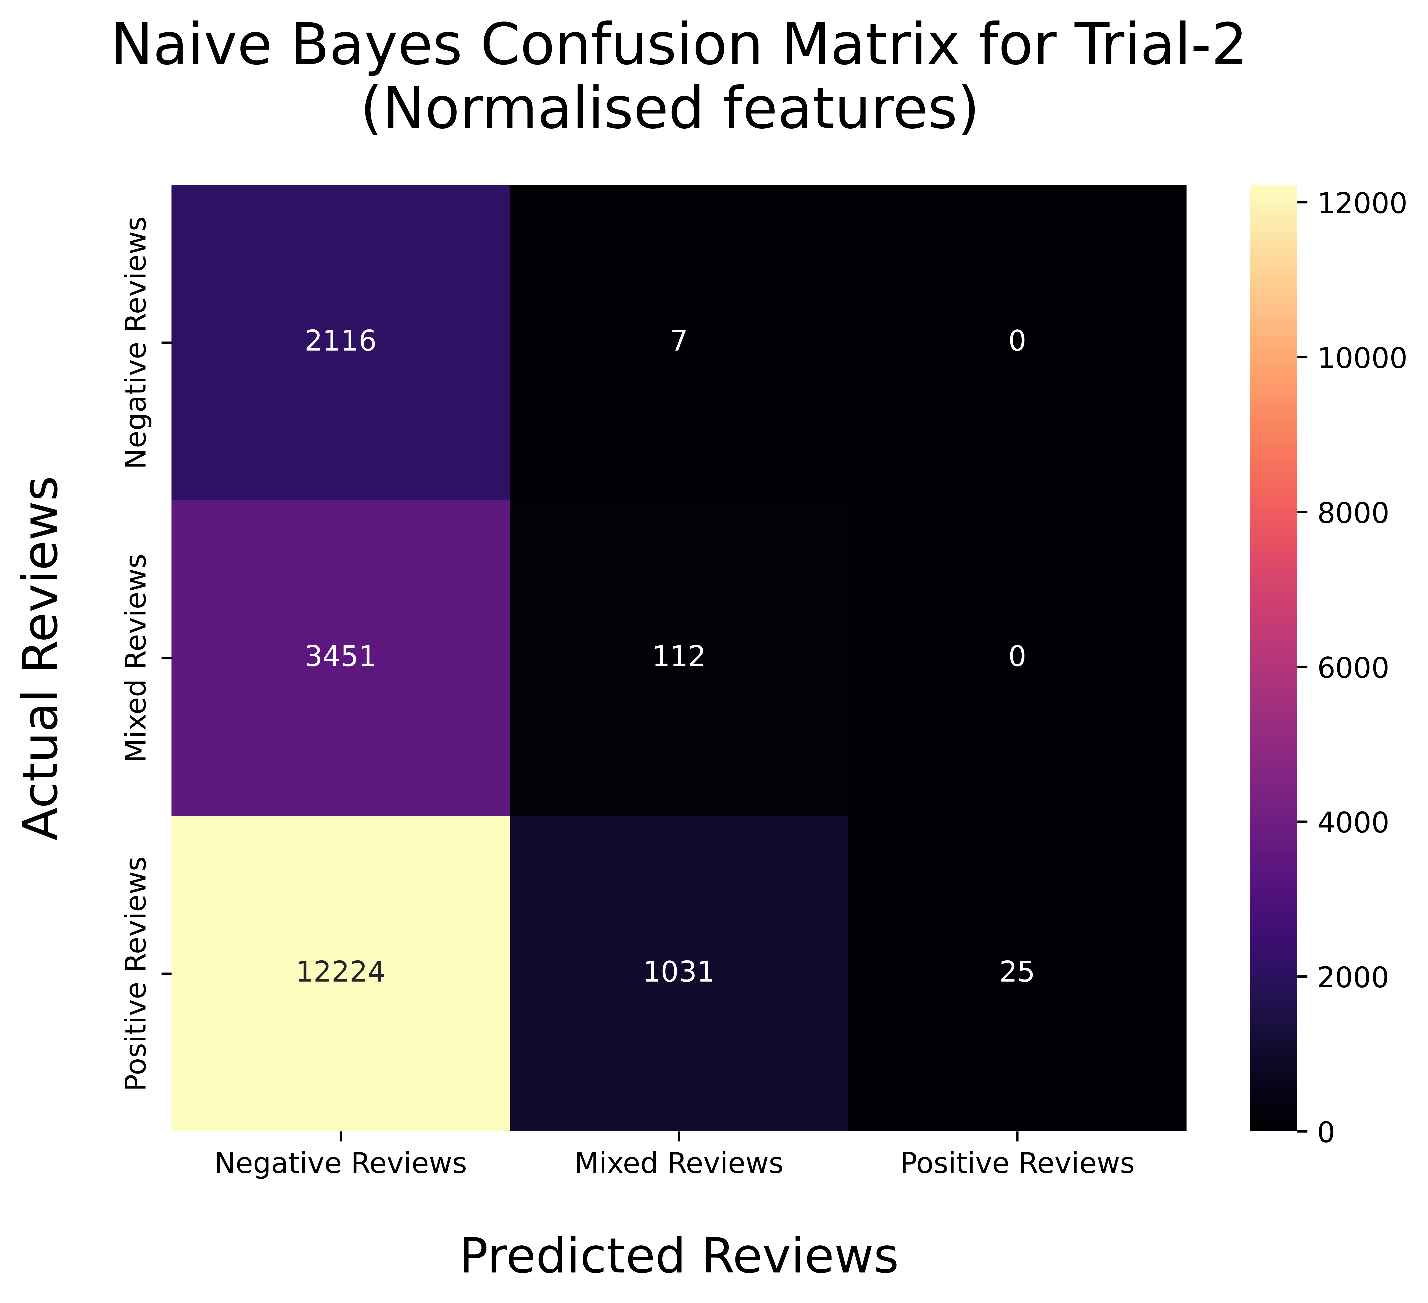 Naive Bayes Confusion Matrix for Trial-2
(Normalised features)
Actual Reviews
Negative Reviews
2116
7
0
Mixed Reviews
3451
112
0
Positive Reviews
12224
1031
25
Negative Reviews
Mixed Reviews
Positive Reviews
Predicted Reviews
12000
10000
8000
6000
4000
2000
0